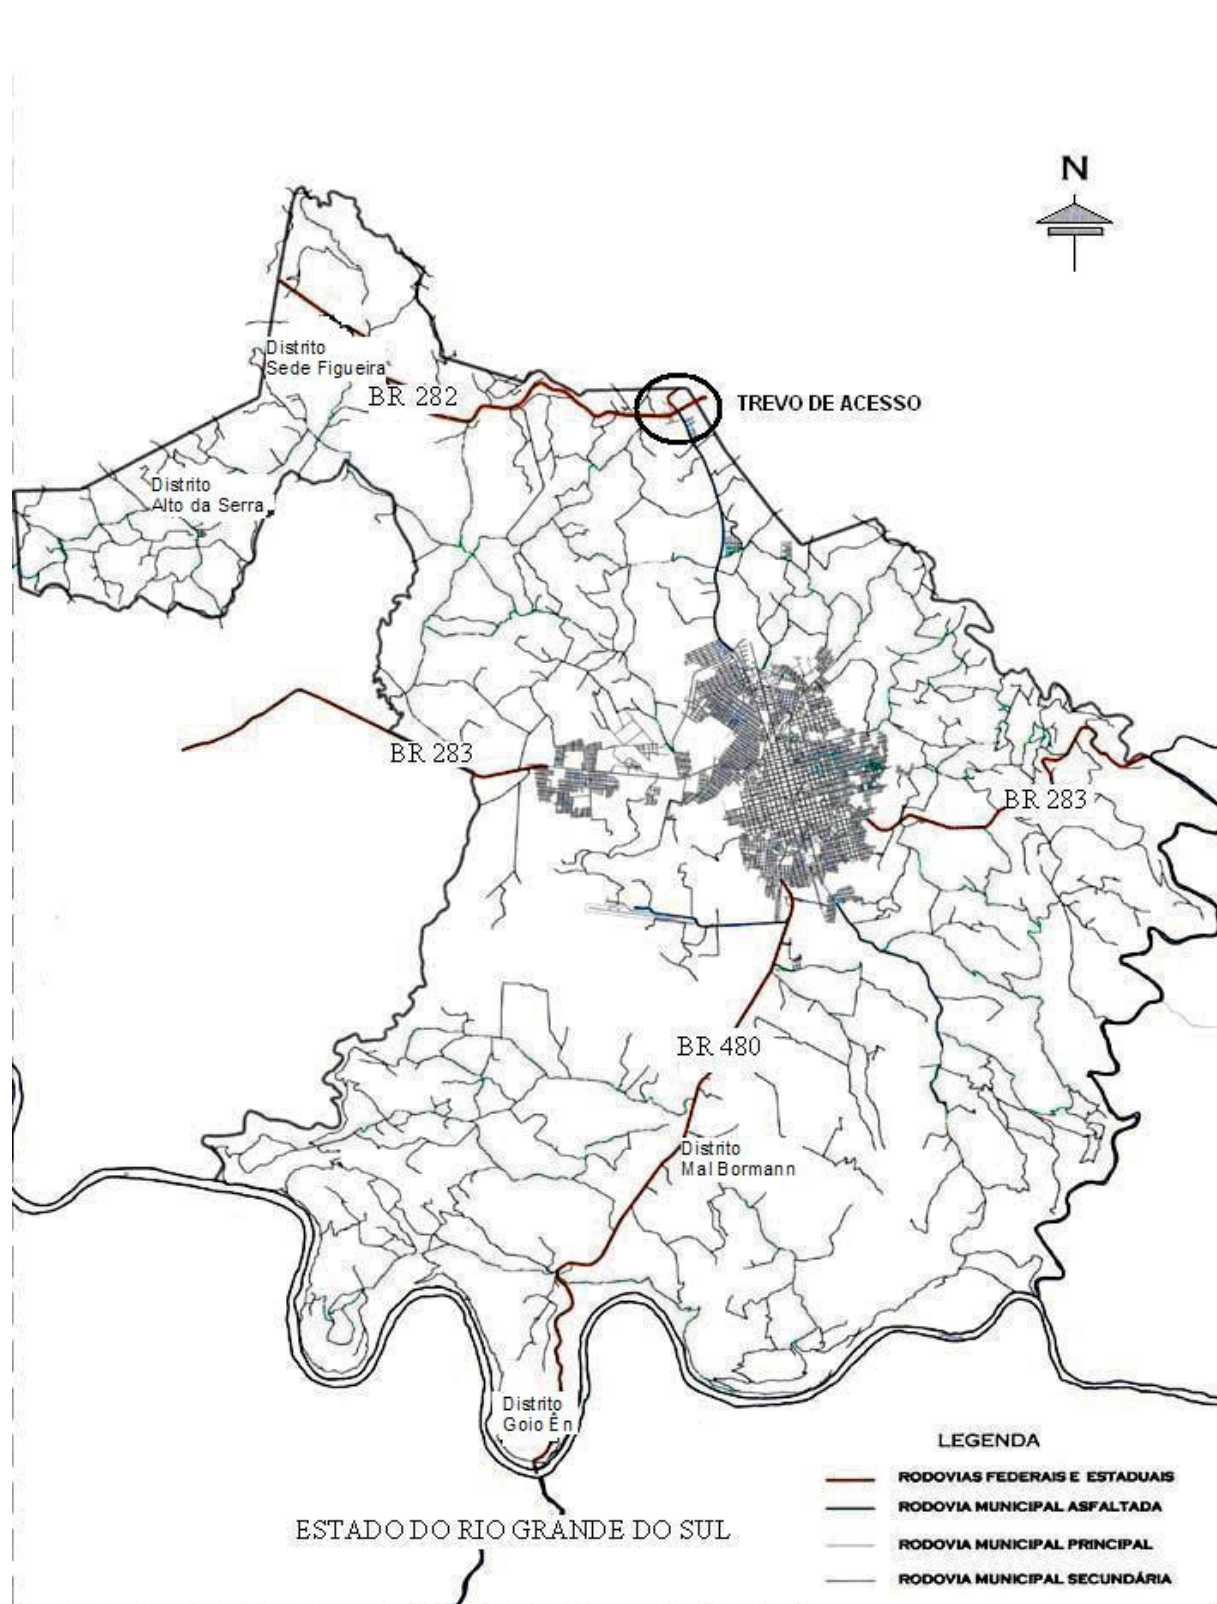 N
Distrito
Sede Figueira
BR 282
TREVO DE ACESSO
Distrito
Alto da Serra
BR 283
BR 283
BR 480
Distrito
Mal Bormann
Distrito
Goio Ên
ESTADO DO RIO GRANDE DO SUL
LEGENDA
RODOVIAS FEDERAIS E ESTADUAIS
RODOVIA MUNICIPAL ASFALTADA
RODOVIA MUNICIPAL PRINCIPAL
RODOVIA MUNICIPAL SECUNDÁRIA